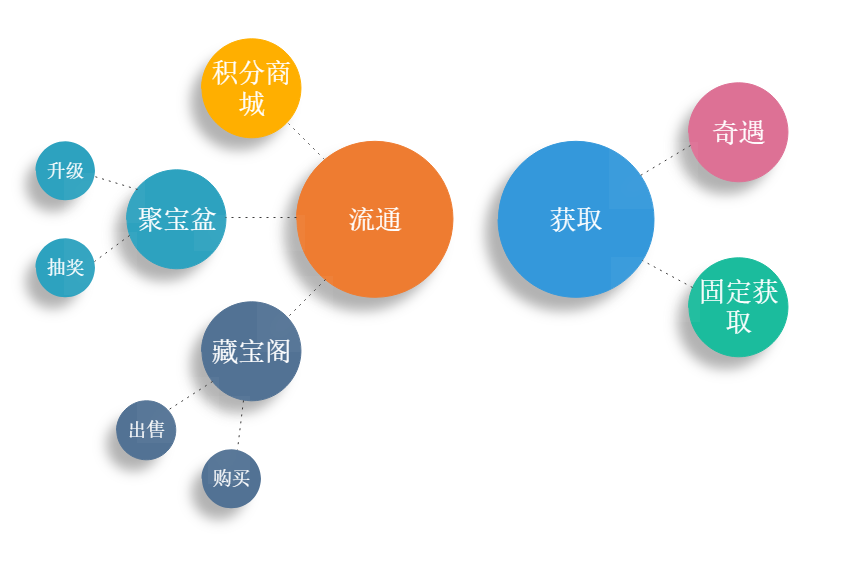 积分商
城
奇遇
升级
聚宝盆
流通
获取
抽奖
固定获
取
藏宝阁
出售
购买